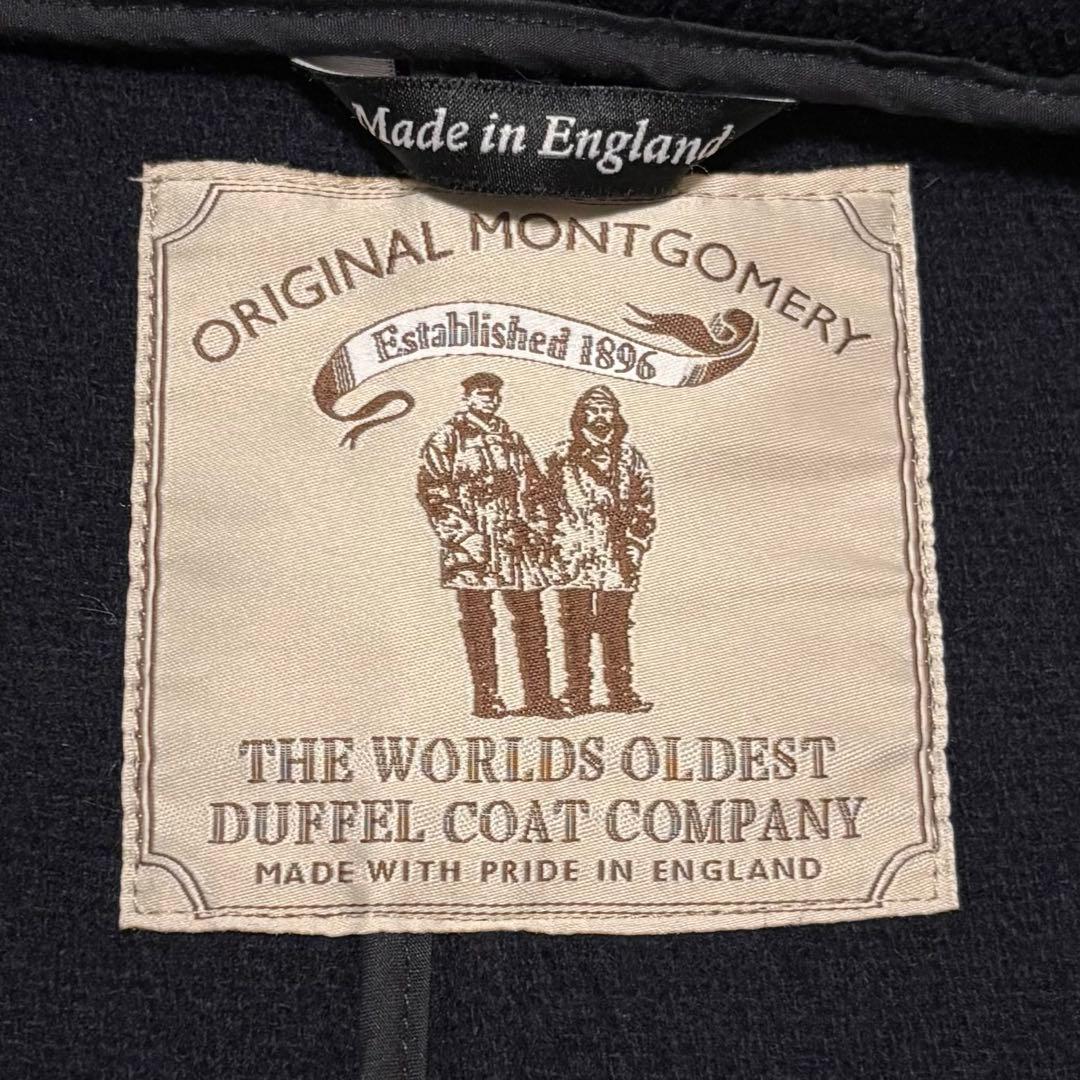 Made in England
ORIGINAL MONTGOMERY
Established 1896
THE WORLDS OLDEST
DUFFEL COAT COMPANY
MADE WITH PRIDE IN ENGLAND